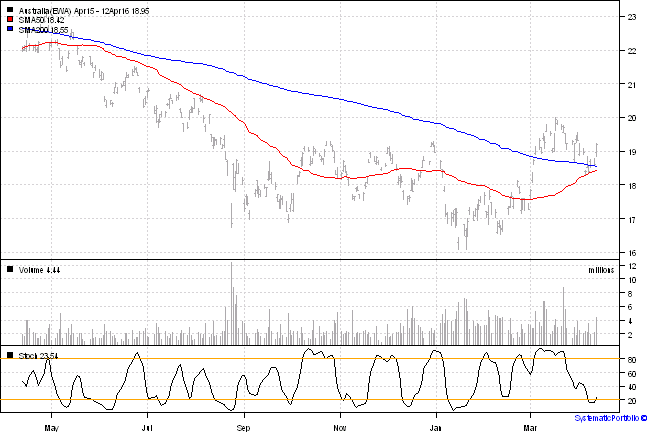 Australia(EWA) Apr15 - 12Apr16 18.95
SMA50 18.42
SMA200 18.55
23
22
21
20
19
18
17
16
Volume 4.44
millions
12
10
8
6
4
2
Stoch 23.54
80
60
40
20
May
Jul
Sep
Nov
Jan
Mar
SystematicPortfolio ©